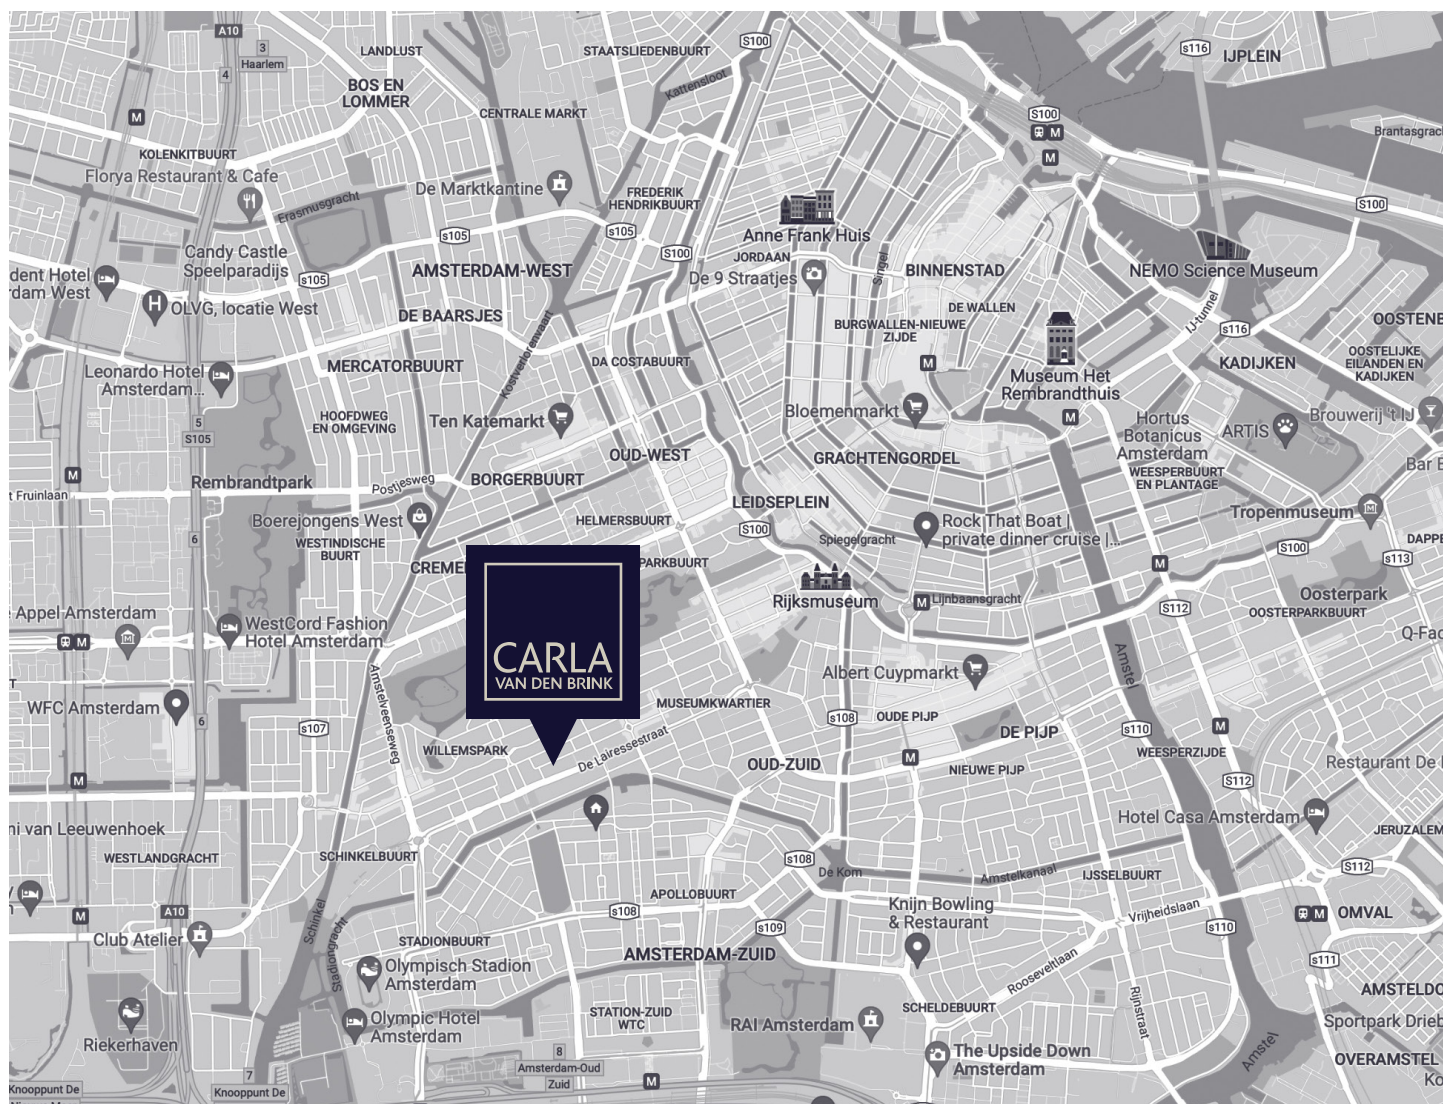 A10
3
Haarlem
4
LANDLUST
STAATSLIEDENBUURT
S100
s116
IJPLEIN
BOS EN
LOMMER
Kattensloot
CENTRALE MARKT
S100
M
M
M
Brantasgrac
KOLENKITBUURT
Florya Restaurant & Cafe
De Marktkantine
FREDERIK
HENDRIKBUURT
Erasmusgracht
s105
s105
S100
S100
Anne Frank Huis
JORDAAN
De 9 Straatjes
Singel
BINNENSTAD
NEMO Science Museum
Candy Castle
Speelparadijs
dent Hotel
rdam West
s105
AMSTERDAM-WEST
H
OLVG, locatie West
DE BAARSJES
Kostverlorenvaart
DE WALLEN
BURGWALLEN-NIEUWE
ZIJDE
IJ-tunnel
s116
OOSTENB
KADIJKEN
OOSTELIJKE
EILANDEN EN
KADIJKEN
MERCATORBUURT
DA COSTABUURT
M
Leonardo Hotel
Amsterdam...
Museum Het
Rembrandthuis
HOOFDWEG
EN OMGEVING
Ten Katemarkt
Bloemenmarkt
M
Hortus
Botanicus
Amsterdam
ARTIS
Brouwerij 't IJ
5
S105
OUD-WEST
GRACHTENGORDEL
WEESPERBUURT
EN PLANTAGE
Bar B
M
Rembrandtpark
Postjesweg
BORGERBUURT
t Fruinlaan
LEIDSEPLEIN
Boerejongens West
HELMERSBUURT
S100
Rock That Boat |
private dinner cruise |...
Tropenmuseum
6
WESTINDISCHE
BUURT
Spiegelgracht
S100
DAPPE
s113
CREME
PARKBUURT
M
Rijksmuseum
M
Lijnbaansgracht
S112
Oosterpark
OOSTERPARKBUURT
e Appel Amsterdam
WestCord Fashion
Hotel Amsterdam
M
Q-Fac
CARLA
VAN DEN BRINK
Amstelveenseweg
Albert Cuypmarkt
Amstel
T
WFC Amsterdam
6
s107
MUSEUMKWARTIER
s108
OUDE PIJP
DE PIJP
s110
M
WILLEMSPARK
De Lairessestraat
WEESPERZIJDE
M
OUD-ZUID
M
NIEUWE PIJP
S112
Restaurant De
ni van Leeuwenhoek
Hotel Casa Amsterdam
JERUZALEM
WESTLANDGRACHT
SCHINKELBUURT
s108
De Kom
Amstelkanaal
IJSSELBUURT
S112
APOLLOBUURT
Knijn Bowling
& Restaurant
Vrijheidslaan
M
A10
s108
M
OMVAL
Club Atelier
Schinkel
Stadiongracht
STADIONBUURT
s109
s110
AMSTERDAM-ZUID
Rooseveltlaan
s111
Olympisch Stadion
Amsterdam
AMSTELDO
STATION-ZUID
WTC
SCHELDEBUURT
Rijnstraat
Olympic Hotel
Amsterdam
RAI Amsterdam
Sportpark Drieb
Riekerhaven
8
Amsterdam-Oud
Zuid
The Upside Down
Amsterdam
Amstel
OVERAMSTEL
Ko
7
M
Knooppunt De
Knooppunt De